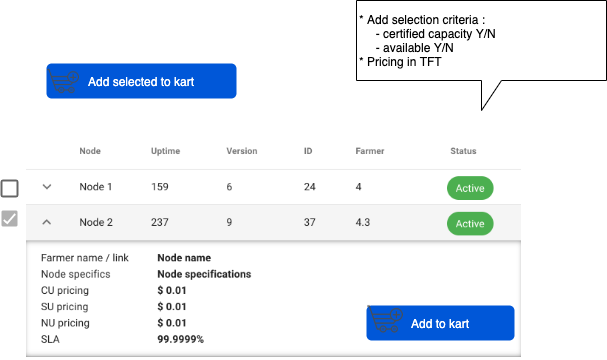 * Add selection criteria :
- certified capacity Y/N
- available Y/N
* Pricing in TFT
Add selected to kart
Node Uptime Version ID Farmer Status
Node 1 159 6 24 4 Active
Node 2 237 9 37 4.3 Active
Farmer name / link Node name
Node specifics Node specifications
CU pricing $ 0.01
SU pricing $ 0.01
NU pricing $ 0.01
SLA 99.9999%
Add to kart